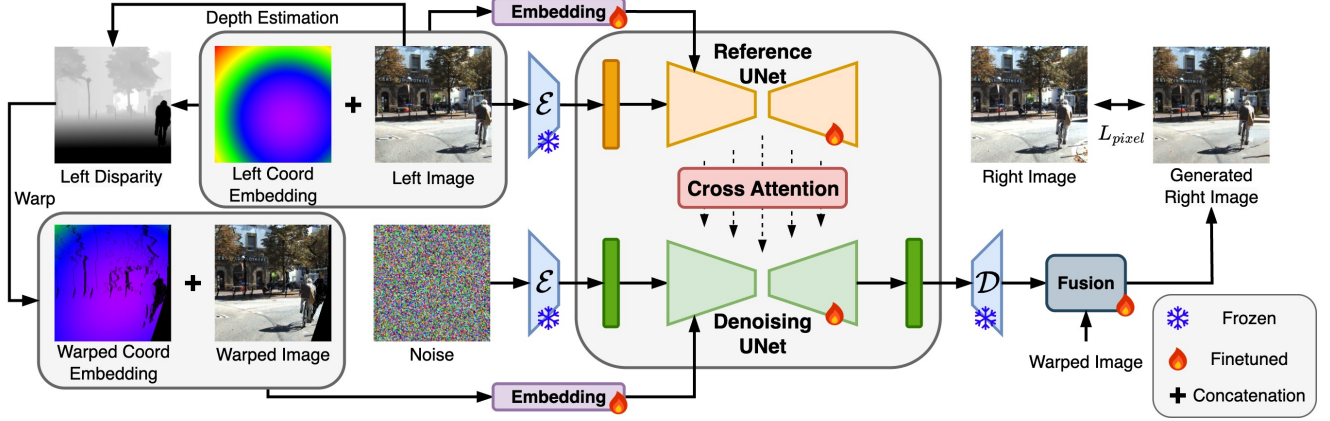 Depth Estimation
Embedding
Reference
UNet
ℰ
Left Disparity
Left Coord
Embedding
+
Left Image
L_pixel
Right Image
Generated
Right Image
Warp
Cross Attention
Warped Coord
Embedding
+
Warped Image
Noise
ℰ
Denoising
UNet
𝒟
Fusion
Warped Image
Embedding
Frozen
Finetuned
+ Concatenation